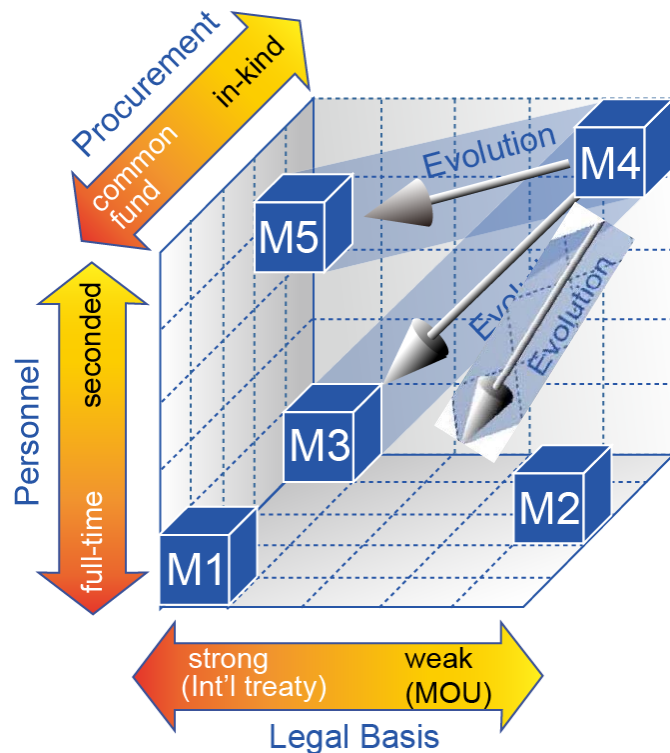 Procurement
in-kind
common
fund
Evolution
M4
M5
Evolution
Personnel
seconded
full-time
M3
M2
M1
strong
(Int'l treaty)
weak
(MOU)
Legal Basis